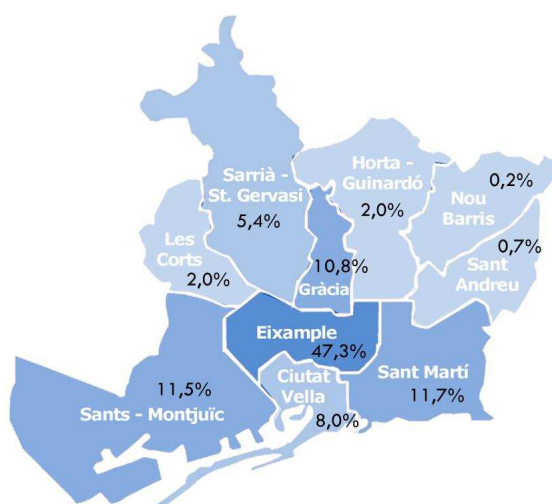 Sarrià -
St. Gervasi
5,4%
Horta -
Guinardó
2,0%
0,2%
Nou
Barris
0,7%
Sant
Andreu
Les
Corts
2,0%
10,8%
Gràcia
Eixample
47,3%
Sant Martí
11,7%
Ciutat
Vella
8,0%
11,5%
Sants - Montjuïc